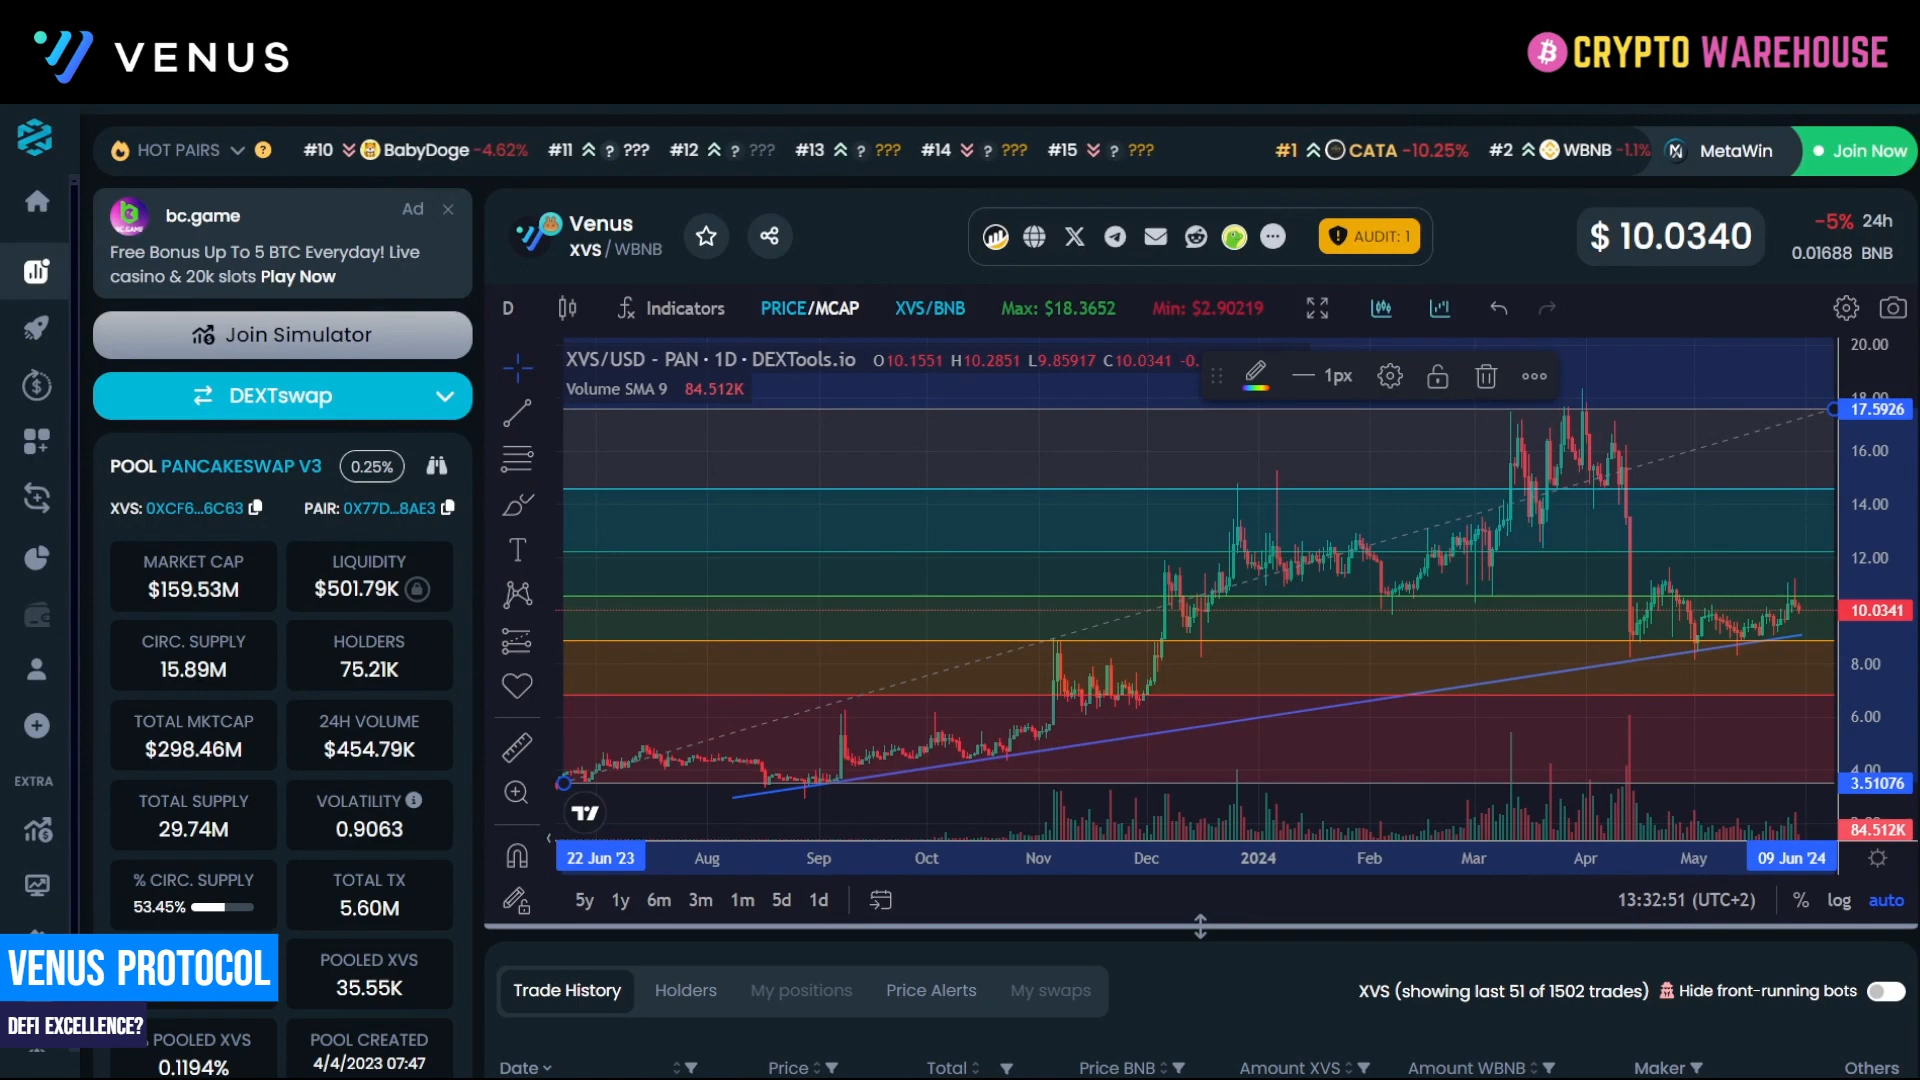 VENUS
CRYPTO WAREHOUSE
HOT PAIRS ? #10 BabyDoge -4.62% #11 ? ??? #12 ? ??? #13 ? ??? #14 ? ??? #15 ? ??? #1 CATA -10.25% #2 WBNB -1.1% MetaWin Join Now
bc.game Ad
Free Bonus Up To 5 BTC Everyday! Live
casino & 20k slots Play Now
Join Simulator
DEXTswap
Venus
XVS / WBNB
AUDIT: 1
$ 10.0340
-5% 24h
0.01688 BNB
D Indicators PRICE/MCAP XVS/BNB Max: $18.3652 Min: $2.90219
XVS/USD - PAN · 1D · DEXTools.io O10.1551 H10.2851 L9.85917 C10.0341 -0.
Volume SMA 9 84.512K
1px
20.00
18.00
17.5926
16.00
14.00
12.00
10.0341
8.00
6.00
4.00
3.51076
84.512K
22 Jun '23 Aug Sep Oct Nov Dec 2024 Feb Mar Apr May 09 Jun '24
5y 1y 6m 3m 1m 5d 1d 13:32:51 (UTC+2) % log auto
POOL PANCAKESWAP V3 0.25%
XVS: 0XCF6...6C63 PAIR: 0X77D...8AE3
MARKET CAP
$159.53M
LIQUIDITY
$501.79K
CIRC. SUPPLY
15.89M
HOLDERS
75.21K
TOTAL MKTCAP
$298.46M
24H VOLUME
$454.79K
TOTAL SUPPLY
29.74M
VOLATILITY
0.9063
% CIRC. SUPPLY
53.45%
TOTAL TX
5.60M
POOLED XVS
35.55K
% POOLED XVS
0.1194%
POOL CREATED
4/4/2023 07:47
EXTRA
VENUS PROTOCOL
DEFI EXCELLENCE?
Trade History Holders My positions Price Alerts My swaps
XVS (showing last 51 of 1502 trades) Hide front-running bots
Date Price Total Price BNB Amount XVS Amount WBNB Maker Others